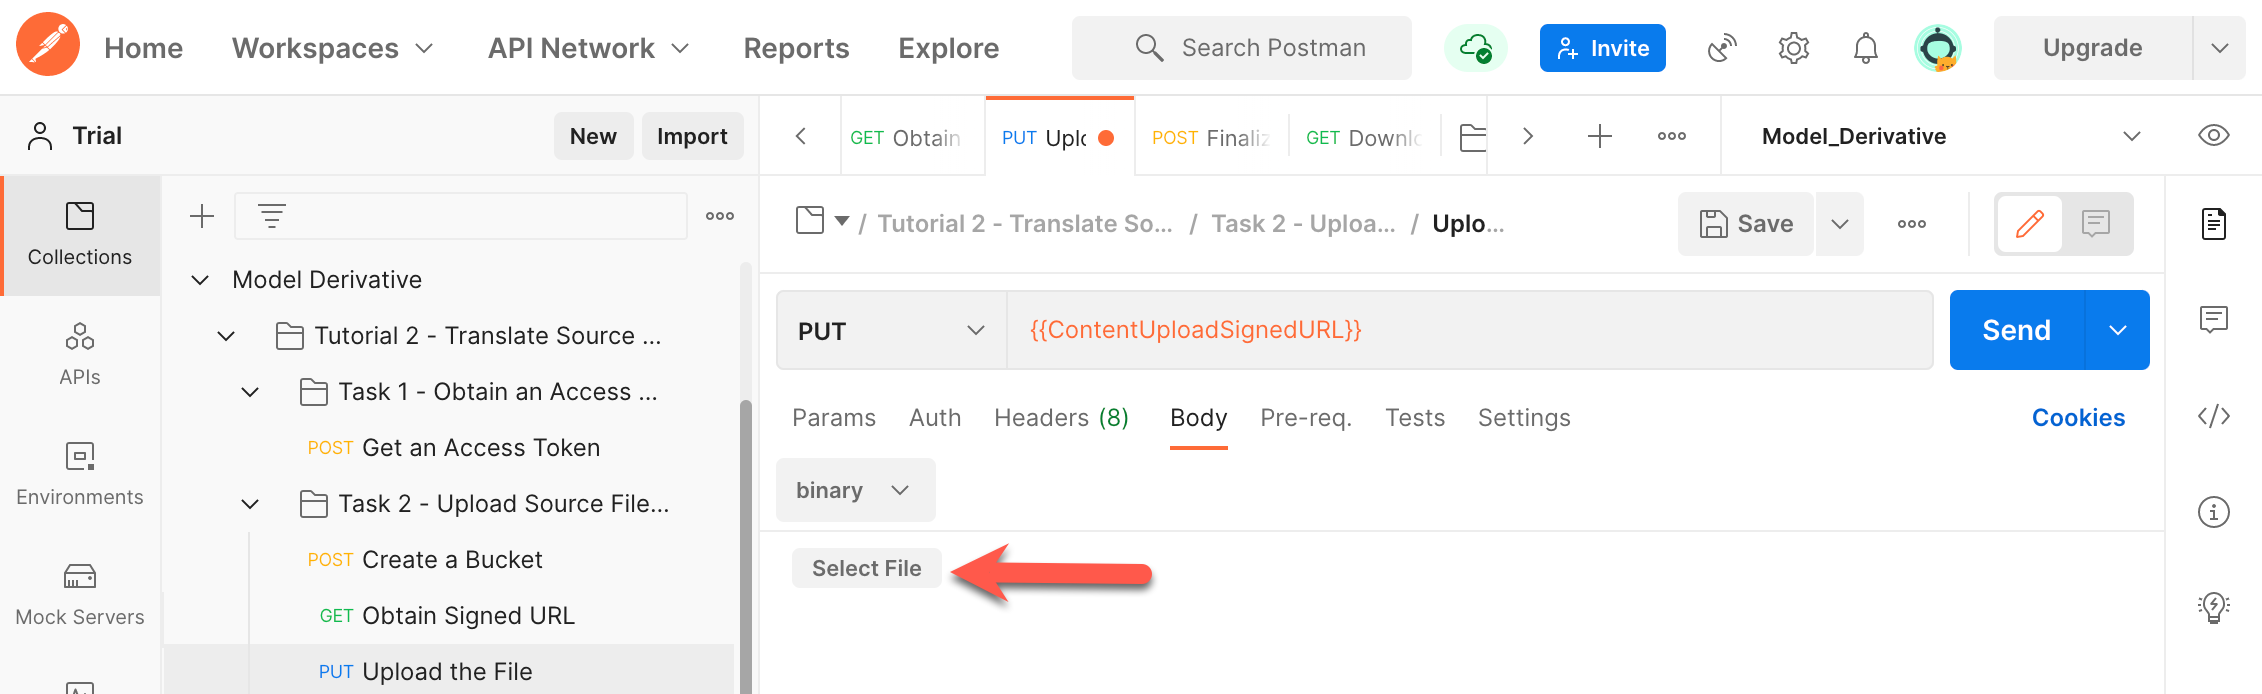 Home Workspaces API Network Reports Explore Search Postman Invite Upgrade
Trial New Import
GET Obtain PUT Uplo POST Finaliz GET Downlo Model_Derivative
Collections
APIs
Environments
Mock Servers
Model Derivative
Tutorial 2 - Translate Source ...
Task 1 - Obtain an Access ...
POST Get an Access Token
Task 2 - Upload Source File...
POST Create a Bucket
GET Obtain Signed URL
PUT Upload the File
/ Tutorial 2 - Translate So... / Task 2 - Uploa... / Uplo... Save
PUT {{ContentUploadSignedURL}} Send
Params Auth Headers (8) Body Pre-req. Tests Settings Cookies
binary
Select File